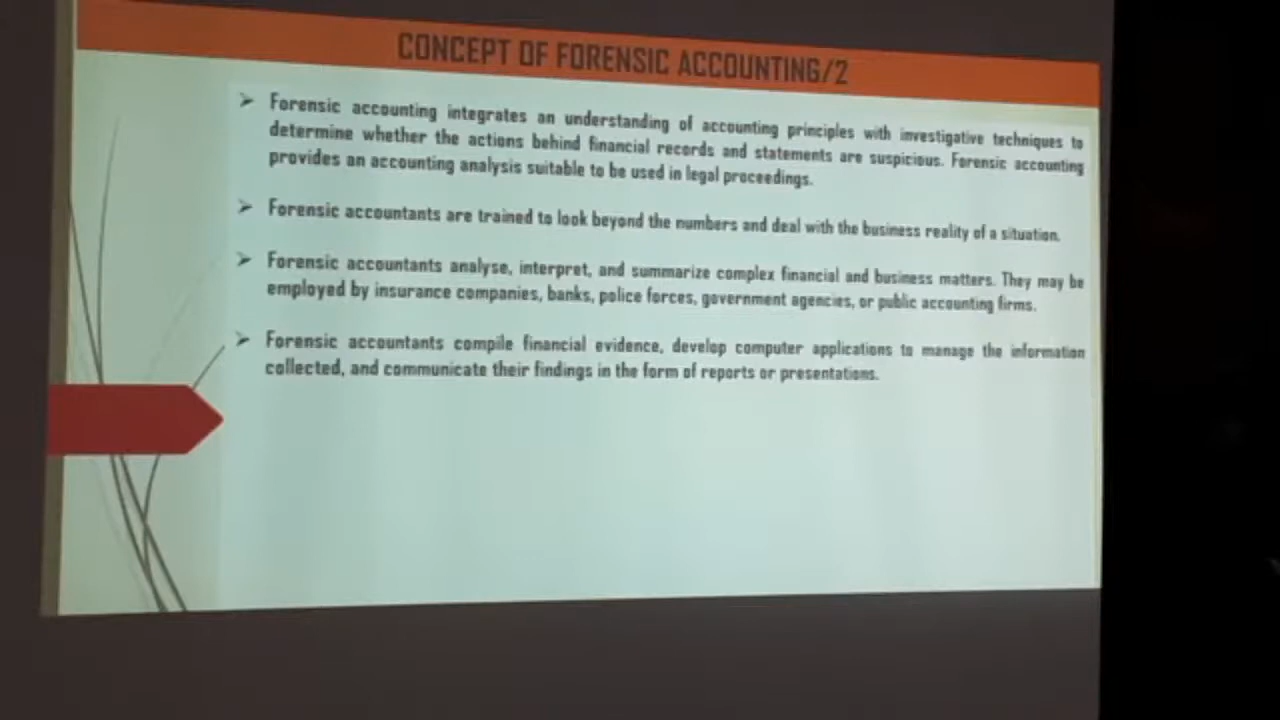 CONCEPT OF FORENSIC ACCOUNTING/2
➢ Forensic accounting integrates an understanding of accounting principles with investigative techniques to
determine whether the actions behind financial records and statements are suspicious. Forensic accounting
provides an accounting analysis suitable to be used in legal proceedings.
➢ Forensic accountants are trained to look beyond the numbers and deal with the business reality of a situation.
➢ Forensic accountants analyse, interpret, and summarize complex financial and business matters. They may be
employed by insurance companies, banks, police forces, government agencies, or public accounting firms.
➢ Forensic accountants compile financial evidence, develop computer applications to manage the information
collected, and communicate their findings in the form of reports or presentations.